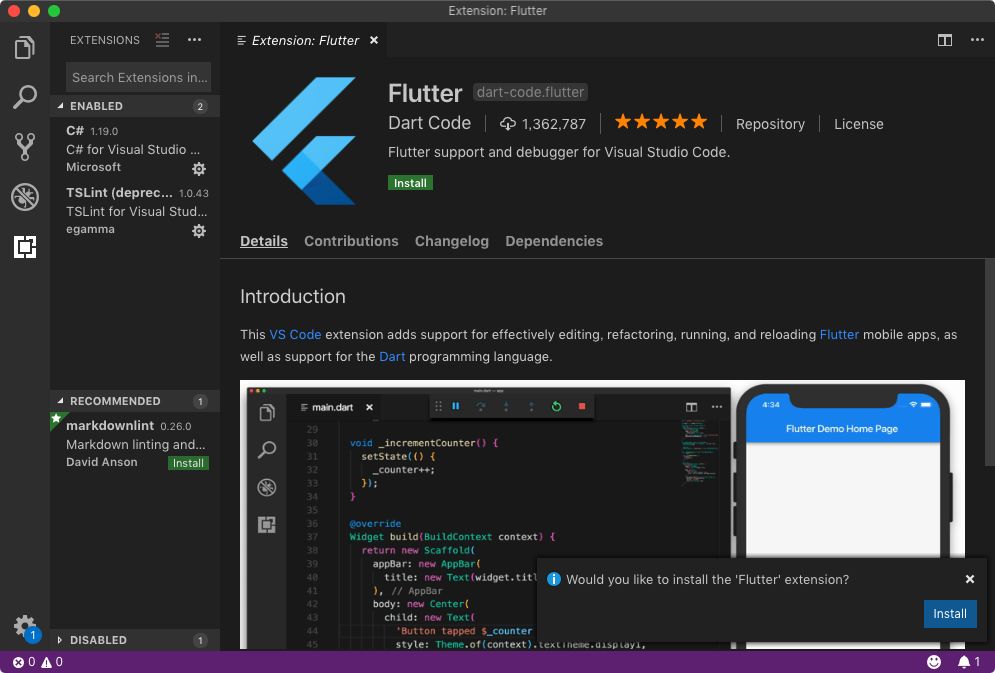 Extension: Flutter
EXTENSIONS
Search Extensions in...
ENABLED 2
C# 1.19.0
C# for Visual Studio ...
Microsoft
TSLint (deprec... 1.0.43
TSLint for Visual Stud...
egamma
RECOMMENDED 1
markdownlint 0.26.0
Markdown linting and...
David Anson Install
DISABLED 1
1
Extension: Flutter
Flutter dart-code.flutter
Dart Code 1,362,787 Repository License
Flutter support and debugger for Visual Studio Code.
Install
Details Contributions Changelog Dependencies
Introduction
This VS Code extension adds support for effectively editing, refactoring, running, and reloading Flutter mobile apps, as
well as support for the Dart programming language.
main.dart — app
main.dart
29
30 void _incrementCounter() {
31 setState(() {
32 _counter++;
33 });
34 }
35
36 @override
37 Widget build(BuildContext context) {
38 return new Scaffold(
39 appBar: new AppBar(
40 title: new Text(widget.titl
41 ), // AppBar
42 body: new Center(
43 child: new Text(
44 'Button tapped $_counter
45 style: Theme.of(context).textTheme.display1,
4:34
Flutter Demo Home Page
Would you like to install the 'Flutter' extension?
Install
0 0
1